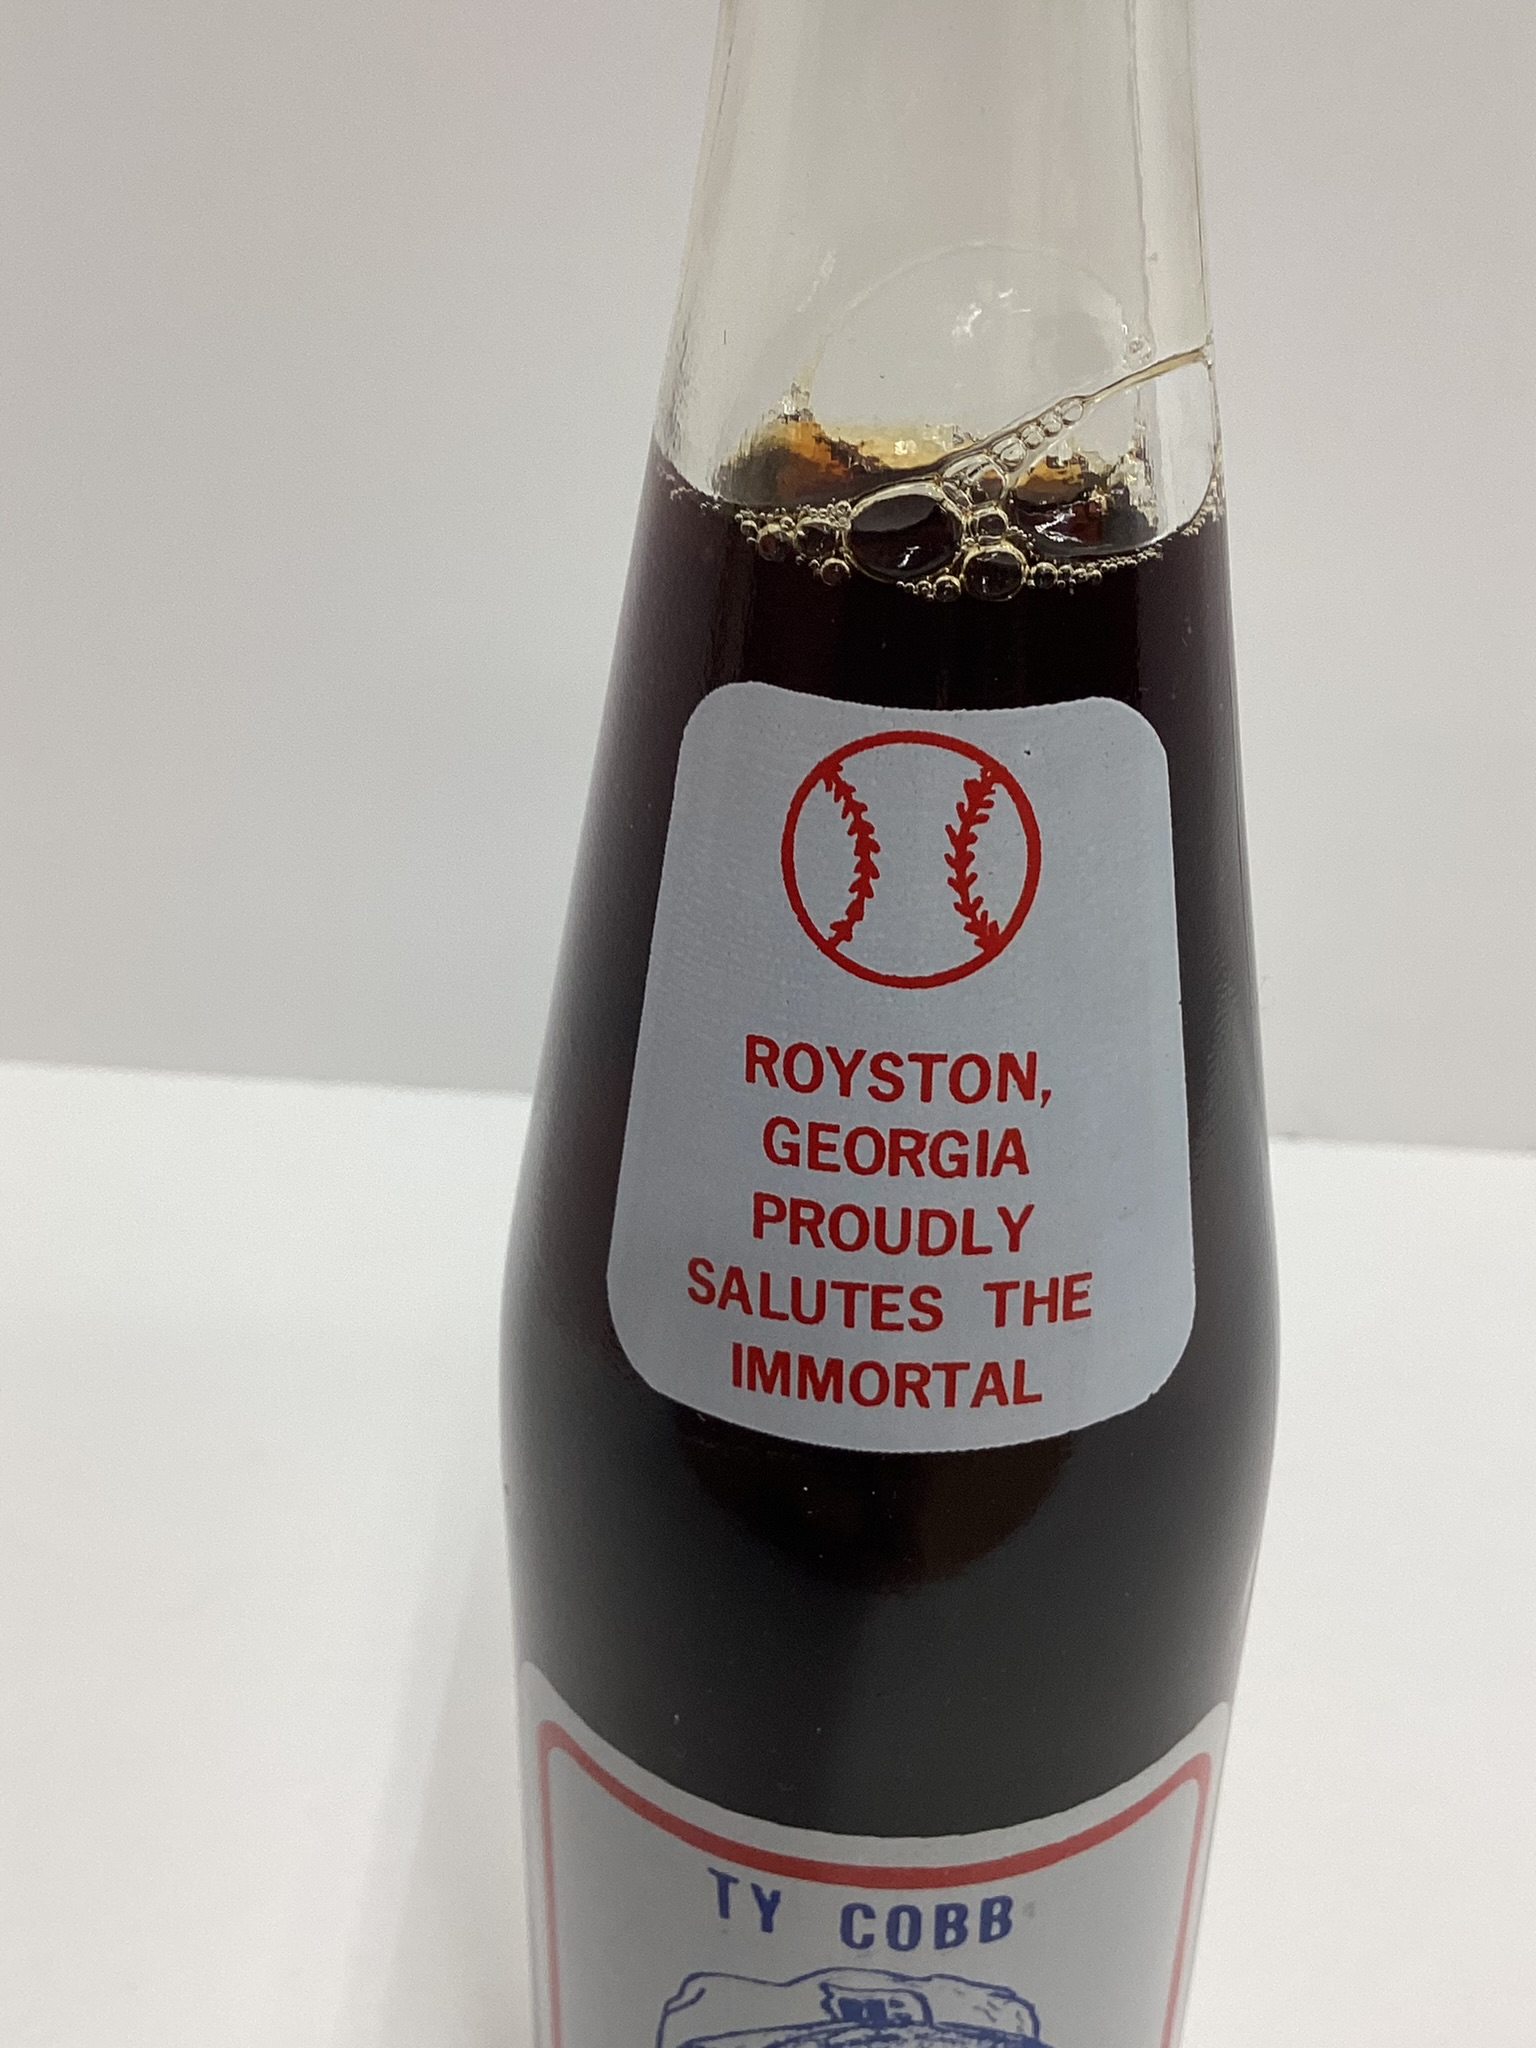 ROYSTON,
GEORGIA
PROUDLY
SALUTES THE
IMMORTAL
TY COBB